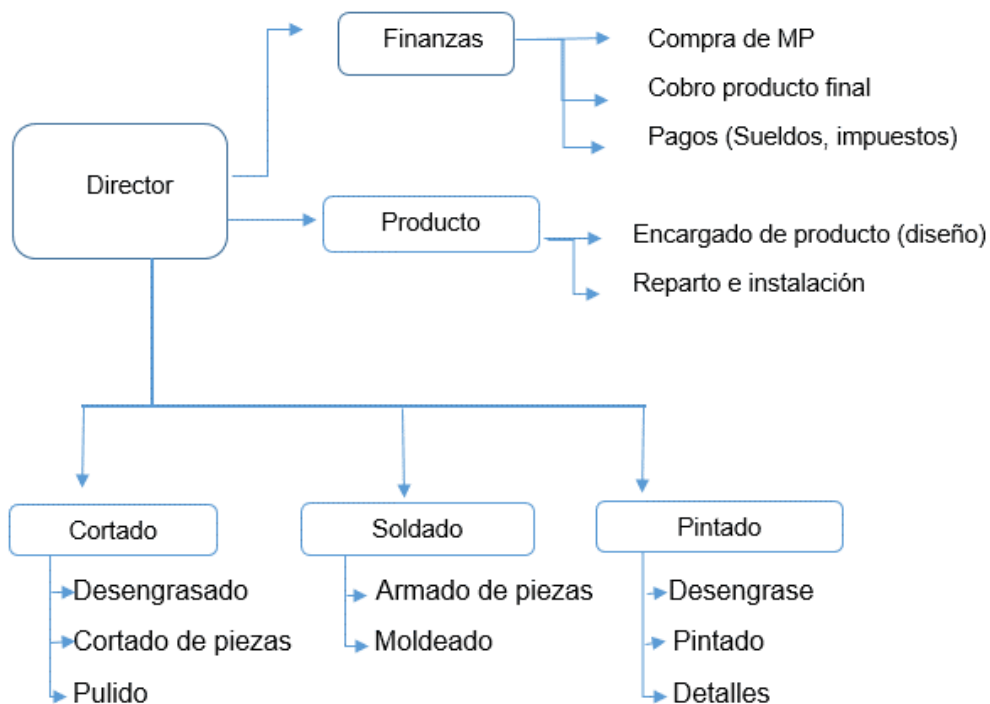 Finanzas
Compra de MP
Cobro producto final
Pagos (Sueldos, impuestos)
Director
Producto
Encargado de producto (diseño)
Reparto e instalación
Cortado
Desengrasado
Cortado de piezas
Pulido
Soldado
Armado de piezas
Moldeado
Pintado
Desengrase
Pintado
Detalles